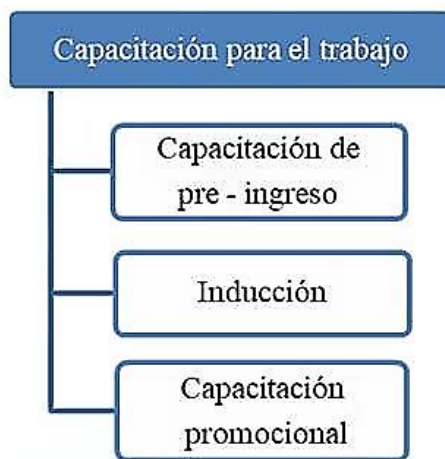 Capacitación para el trabajo
Capacitación de
pre - ingreso
Inducción
Capacitación
promocional